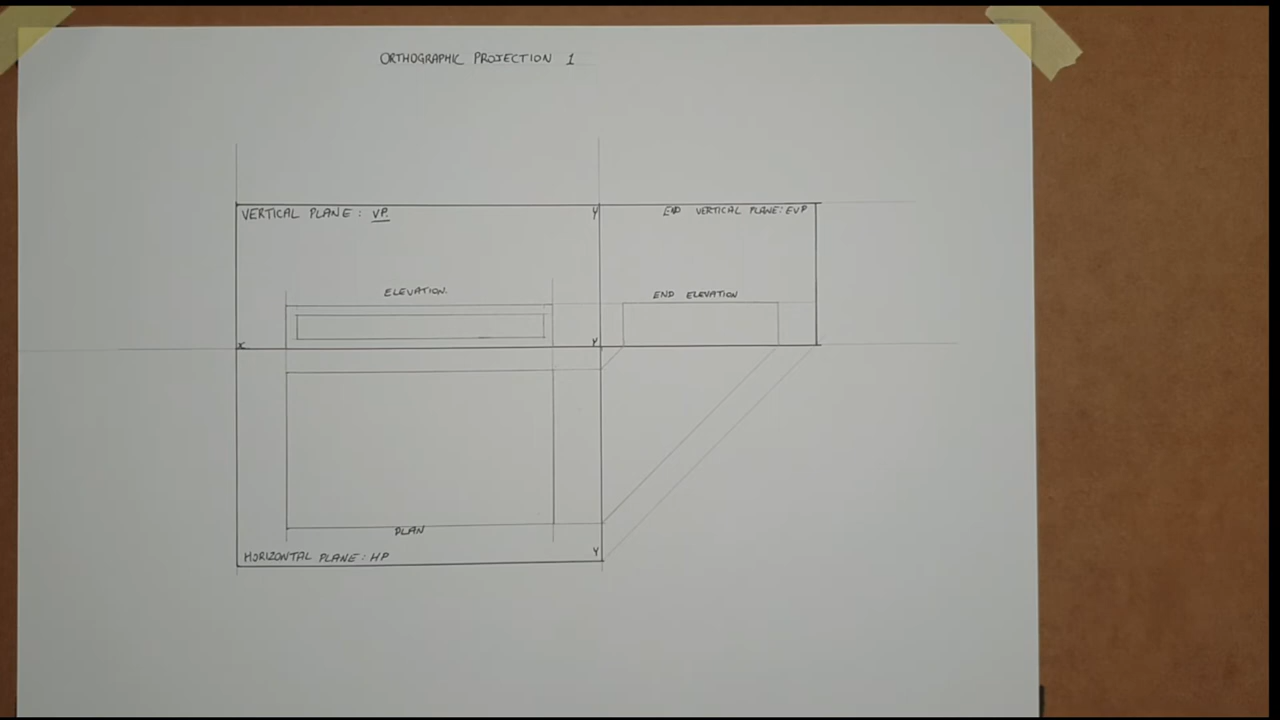 ORTHOGRAPHIC PROJECTION 1
VERTICAL PLANE: VP.
Y
END VERTICAL PLANE: EVP
ELEVATION.
END ELEVATION
X
Y
PLAN
HORIZONTAL PLANE: HP
Y